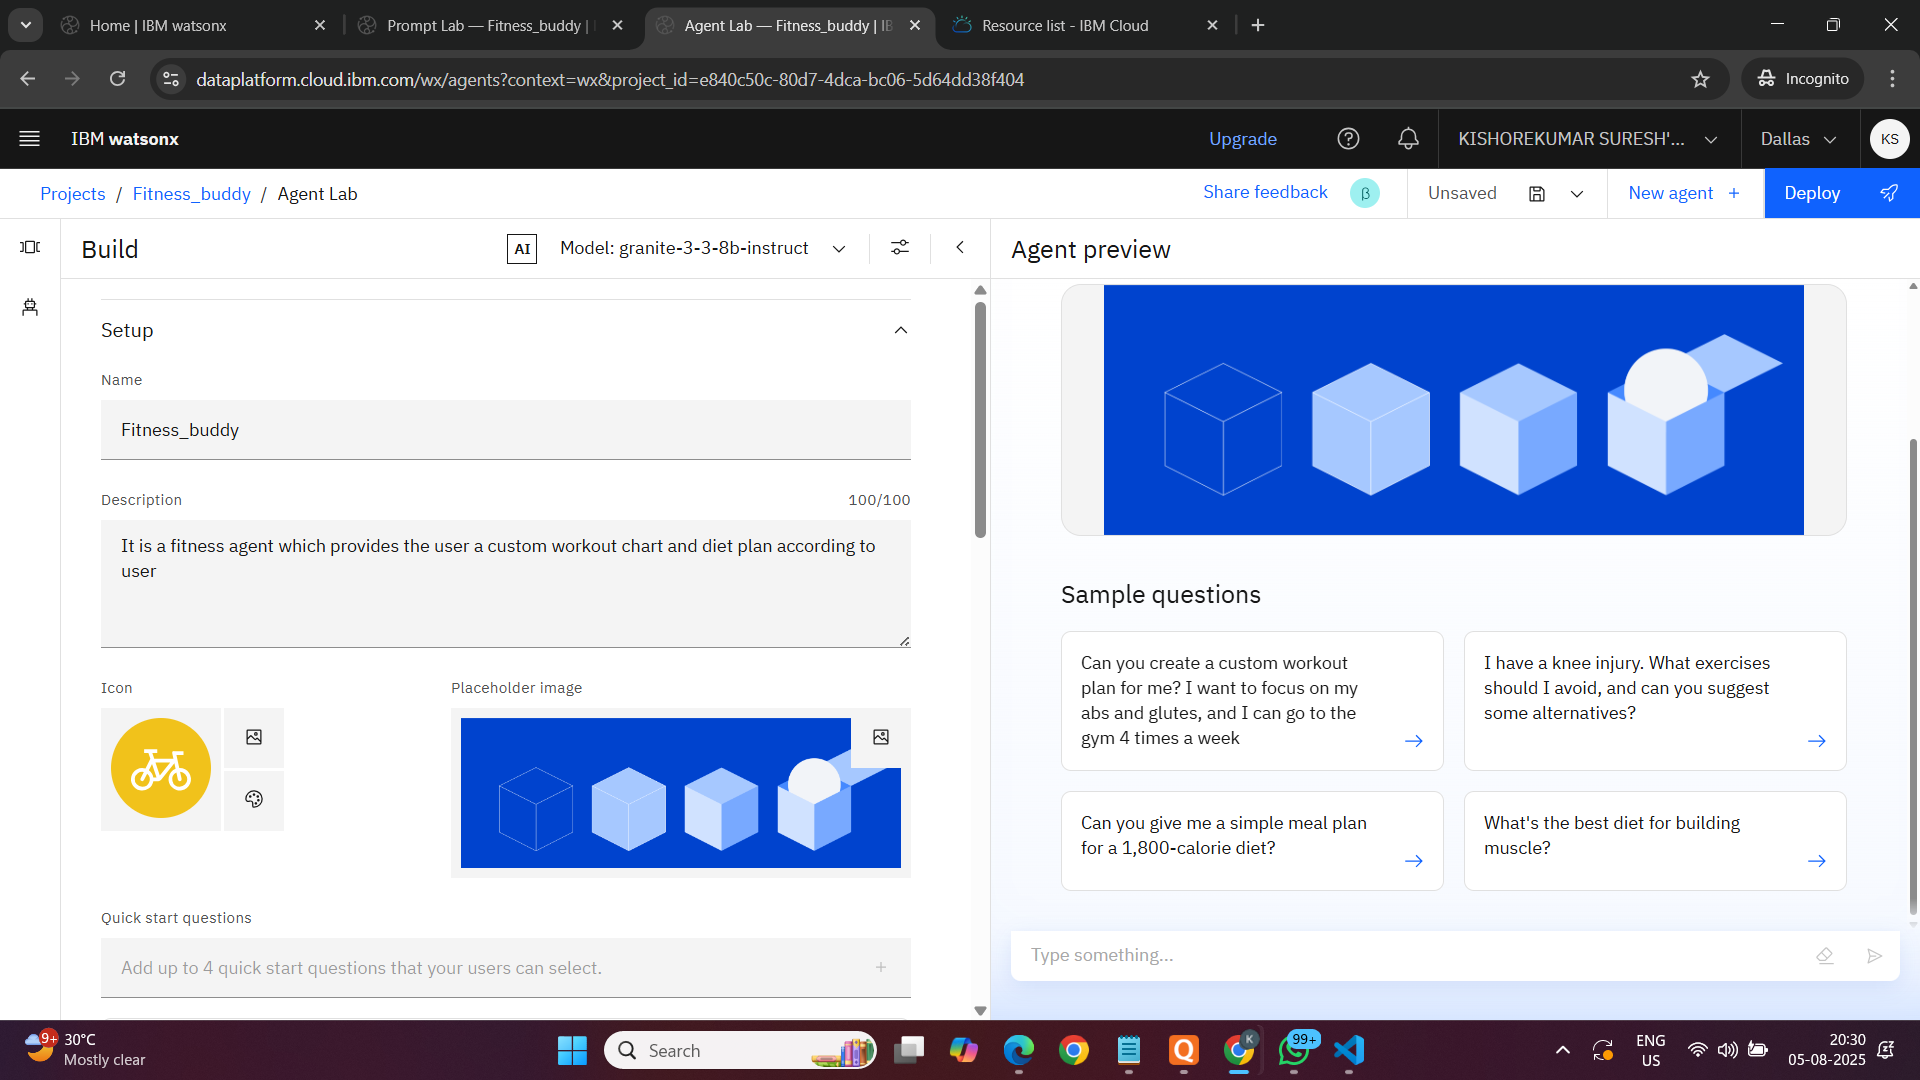 Home | IBM watsonx
Prompt Lab — Fitness_buddy |
Agent Lab — Fitness_buddy | IB
Resource list - IBM Cloud
dataplatform.cloud.ibm.com/wx/agents?context=wx&project_id=e840c50c-80d7-4dca-bc06-5d64dd38f404
Incognito
IBM watsonx
Upgrade
KISHOREKUMAR SURESH'...
Dallas
KS
Projects / Fitness_buddy / Agent Lab
Share feedback
β
Unsaved
New agent +
Deploy
Build
AI
Model: granite-3-3-8b-instruct
Agent preview
Setup
Name
Fitness_buddy
Description
100/100
It is a fitness agent which provides the user a custom workout chart and diet plan according to
user
Icon
Placeholder image
Quick start questions
Add up to 4 quick start questions that your users can select.
Sample questions
Can you create a custom workout
plan for me? I want to focus on my
abs and glutes, and I can go to the
gym 4 times a week
I have a knee injury. What exercises
should I avoid, and can you suggest
some alternatives?
Can you give me a simple meal plan
for a 1,800-calorie diet?
What's the best diet for building
muscle?
Type something...
9+
30°C
Mostly clear
Search
K
99+
ENG
US
20:30
05-08-2025